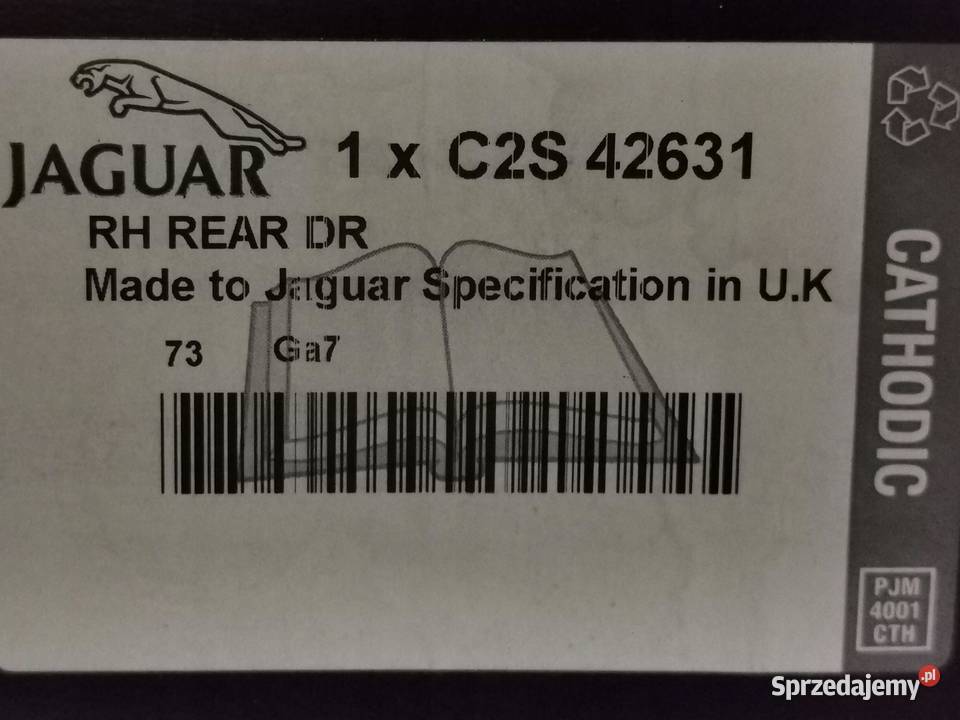 JAGUAR
1 x C2S 42631
RH REAR DR
Made to Jaguar Specification in U.K
73 Ga7
CATHODIC
PJM
4001
CTH
Sprzedajemy.pl